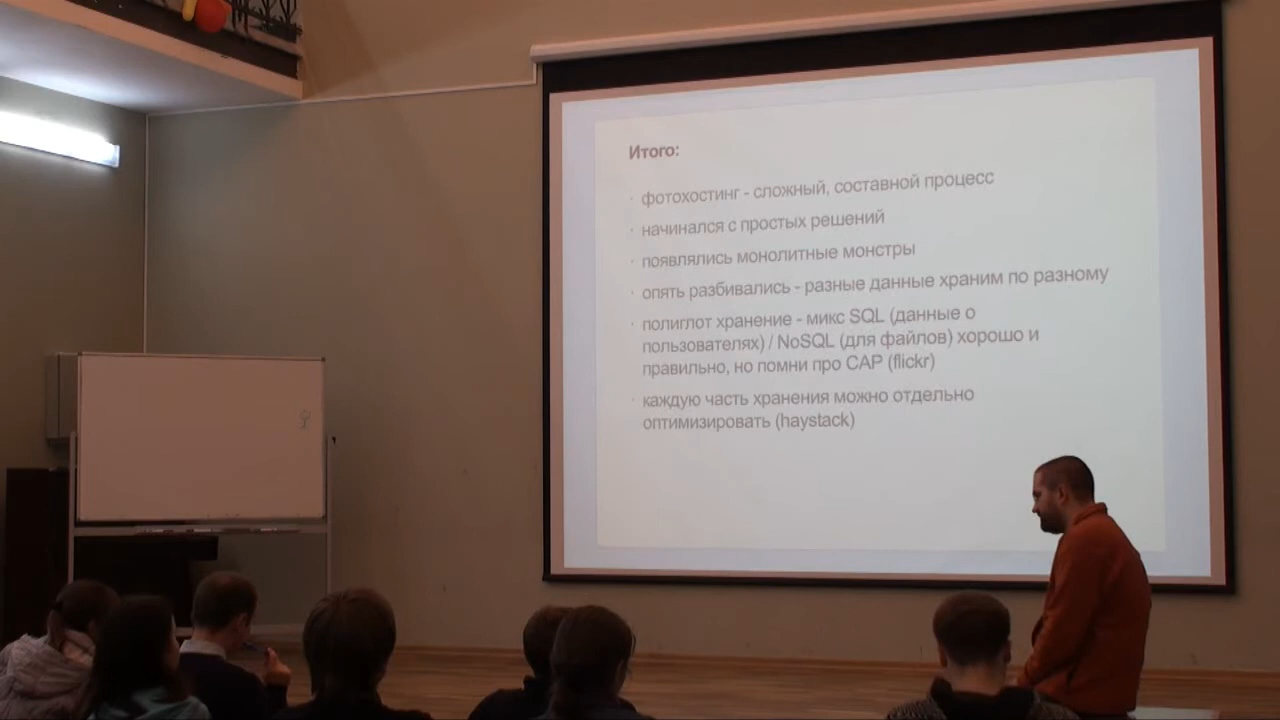 Итого:
· фотохостинг - сложный, составной процесс
· начинался с простых решений
· появлялись монолитные монстры
· опять разбивались - разные данные храним по разному
· полиглот хранение - микс SQL (данные о
пользователях) / NoSQL (для файлов) хорошо и
правильно, но помни про CAP (flickr)
· каждую часть хранения можно отдельно
оптимизировать (haystack)